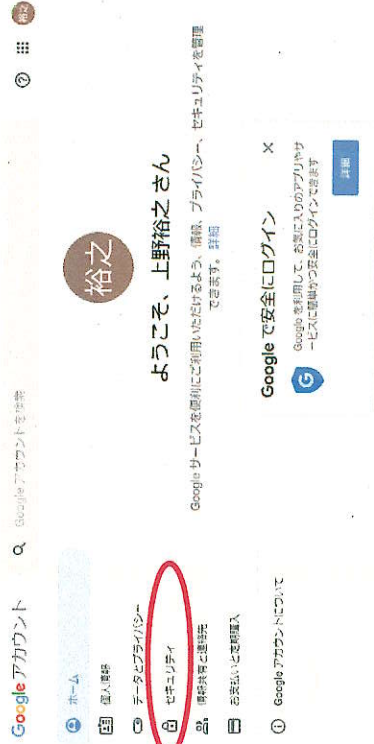 Google アカウント
Google アカウントを検索
裕之
ホーム
個人情報
データとプライバシー
セキュリティ
情報共有と連絡先
お支払いと定期購入
Google アカウントについて
裕之
ようこそ、上野裕之 さん
Google サービスを便利にご利用いただけるよう、情報、プライバシー、セキュリティを管理
できます。 詳細
Google で安全にログイン
Google を利用して、お気に入りのアプリやサ
ービスに簡単かつ安全にログインできます
詳細